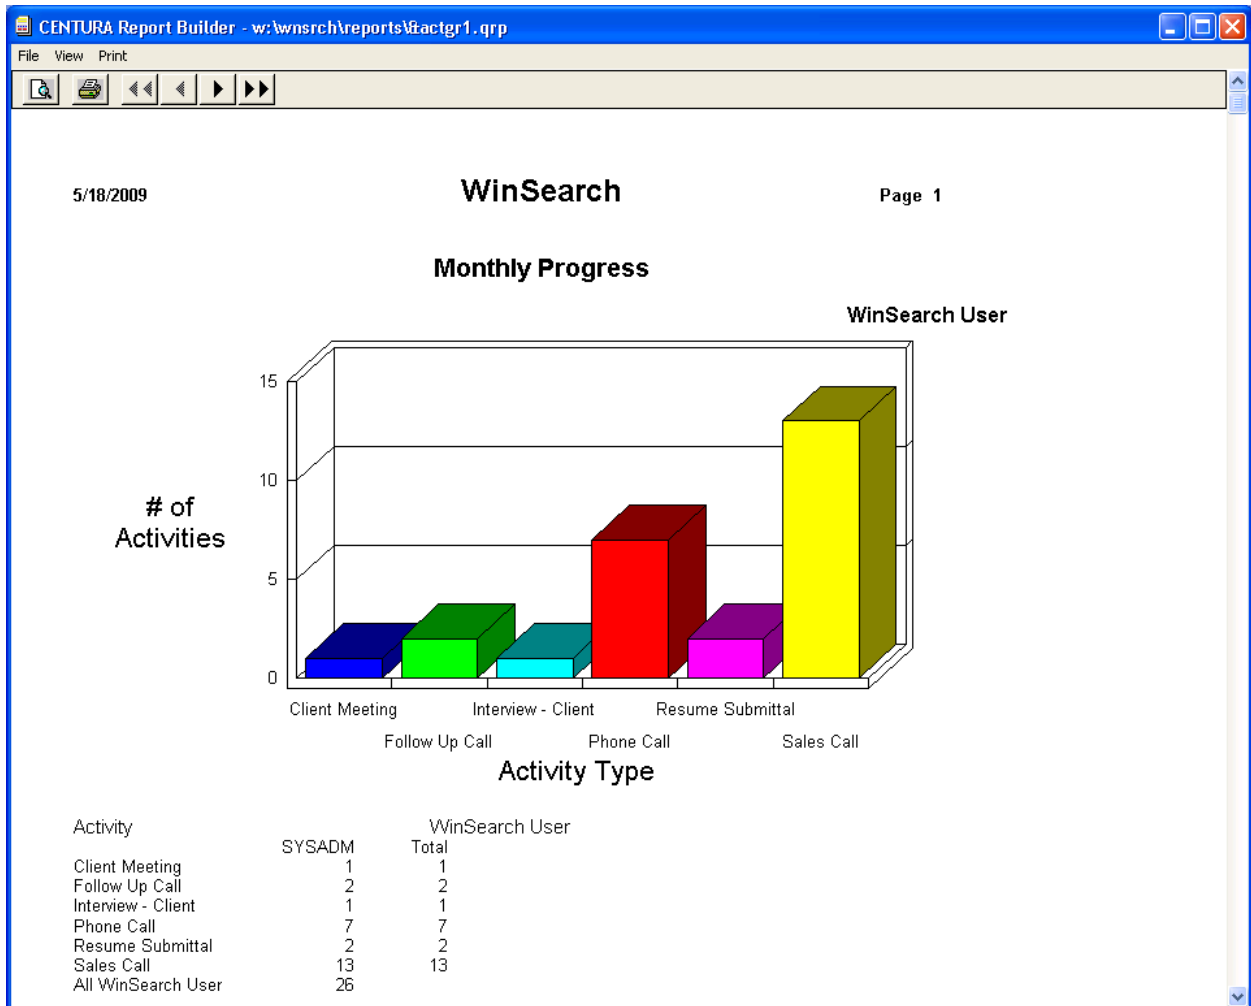 CENTURA Report Builder - w:\wnsrch\reports\&actgr1.qrp
File View Print
5/18/2009 WinSearch Page 1
Monthly Progress
WinSearch User
15
10
# of
Activities
5
0
Client Meeting Interview - Client Resume Submittal
Follow Up Call Phone Call Sales Call
Activity Type
Activity WinSearch User
SYSADM Total
Client Meeting 1 1
Follow Up Call 2 2
Interview - Client 1 1
Phone Call 7 7
Resume Submittal 2 2
Sales Call 13 13
All WinSearch User 26